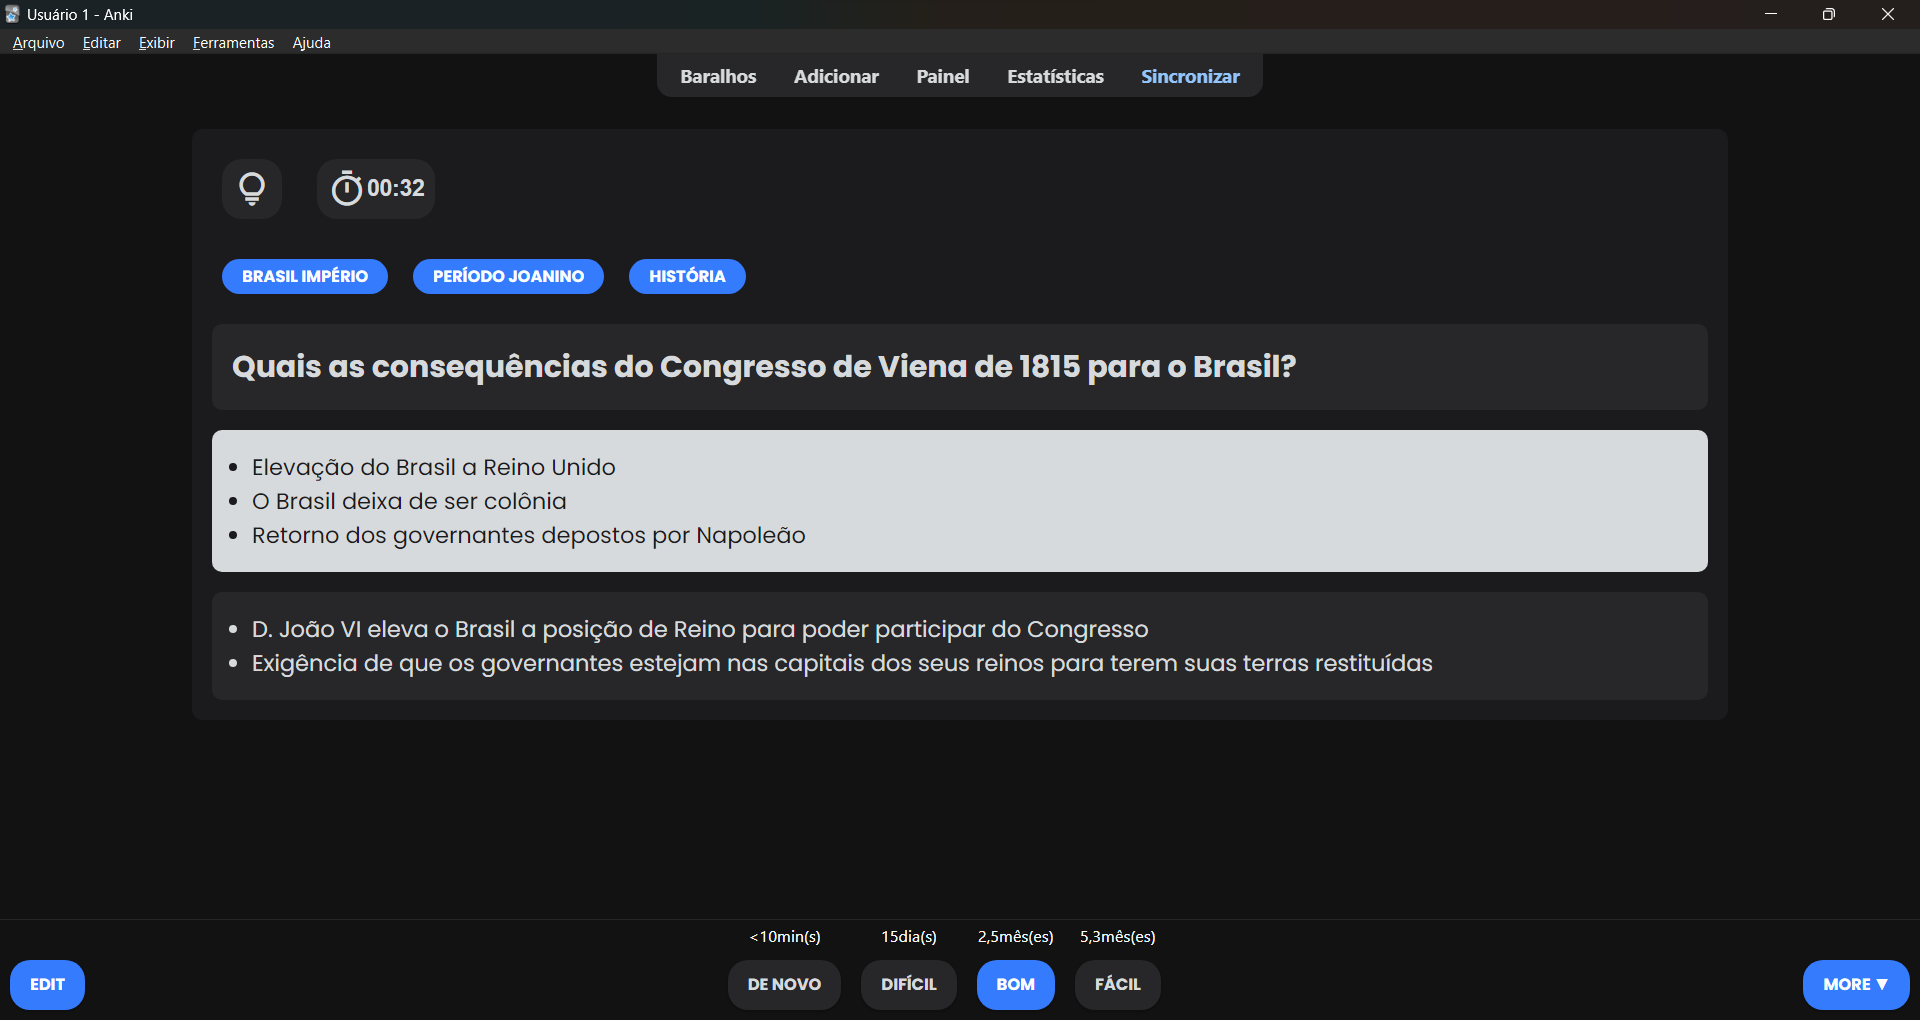 Usuário 1 - Anki
Arquivo Editar Exibir Ferramentas Ajuda
Baralhos Adicionar Painel Estatísticas Sincronizar
00:32
BRASIL IMPÉRIO PERÍODO JOANINO HISTÓRIA
Quais as consequências do Congresso de Viena de 1815 para o Brasil?
• Elevação do Brasil a Reino Unido
• O Brasil deixa de ser colônia
• Retorno dos governantes depostos por Napoleão
• D. João VI eleva o Brasil a posição de Reino para poder participar do Congresso
• Exigência de que os governantes estejam nas capitais dos seus reinos para terem suas terras restituídas
<10min(s) 15dia(s) 2,5mês(es) 5,3mês(es)
EDIT DE NOVO DIFÍCIL BOM FÁCIL MORE ▼